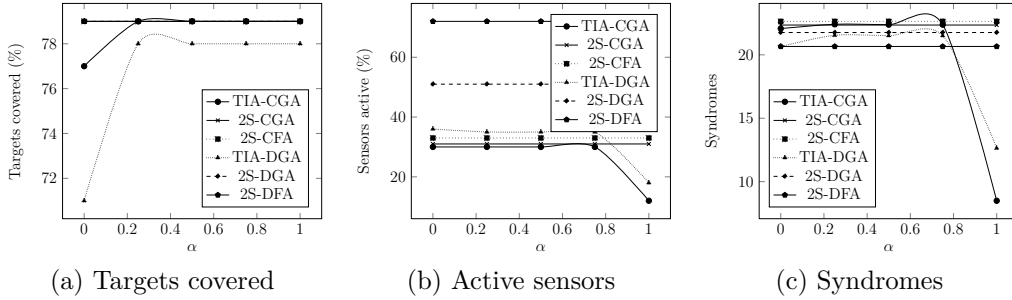 Targets covered (%)
78
76
74
72
0
0.2
0.4
0.6
0.8
1
α
TIA-CGA
2S-CGA
2S-CFA
TIA-DGA
2S-DGA
2S-DFA
(a) Targets covered
Sensors active (%)
60
40
20
0
0.2
0.4
0.6
0.8
1
α
TIA-CGA
2S-CGA
2S-CFA
TIA-DGA
2S-DGA
2S-DFA
(b) Active sensors
Syndromes
20
15
10
0
0.2
0.4
0.6
0.8
1
α
TIA-CGA
2S-CGA
2S-CFA
TIA-DGA
2S-DGA
2S-DFA
(c) Syndromes